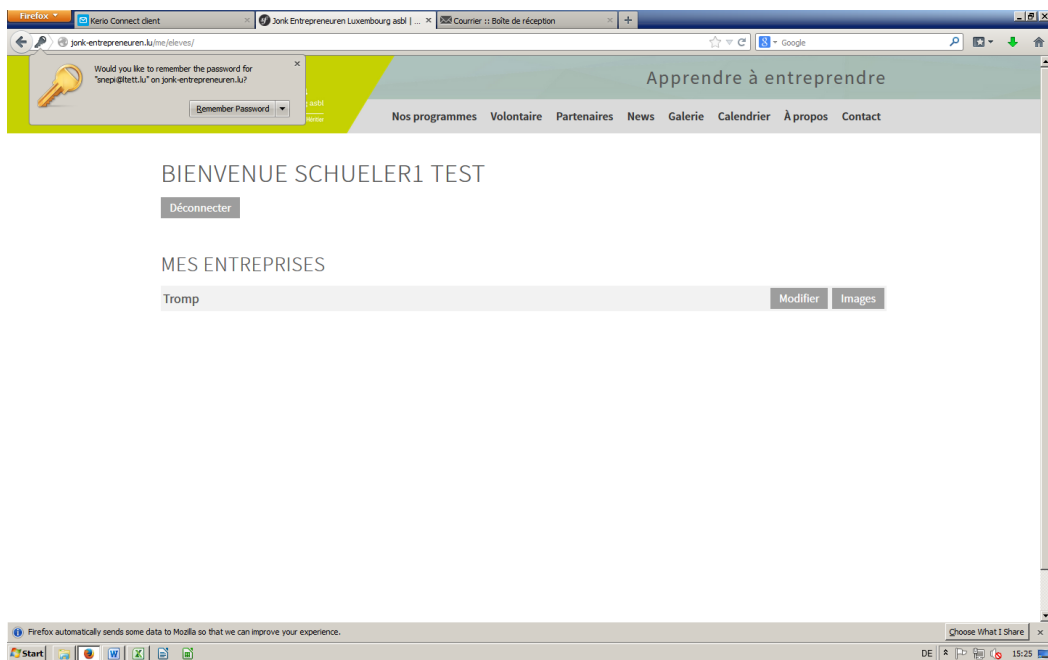 Firefox
Kerio Connect client
Jonk Entrepreneuren Luxembourg asbl | ...
Courrier :: Boîte de réception
jonk-entrepreneuren.lu/me/eleves/
Google
Would you like to remember the password for
"snepi@ltett.lu" on jonk-entrepreneuren.lu?
Remember Password
asbl
Apprendre à entreprendre
Nos programmes Volontaire Partenaires News Galerie Calendrier À propos Contact
BIENVENUE SCHUELER1 TEST
Déconnecter
MES ENTREPRISES
Tromp Modifier Images
Firefox automatically sends some data to Mozilla so that we can improve your experience. Choose What I Share
Start DE 15:25